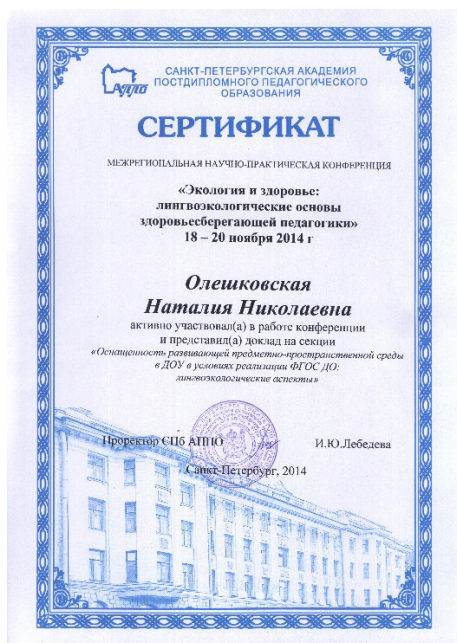 САНКТ-ПЕТЕРБУРГСКАЯ АКАДЕМИЯ
ПОСТДИПЛОМНОГО ПЕДАГОГИЧЕСКОГО
ОБРАЗОВАНИЯ
АППО
СЕРТИФИКАТ
МЕЖРЕГИОНАЛЬНАЯ НАУЧНО-ПРАКТИЧЕСКАЯ КОНФЕРЕНЦИЯ
«Экология и здоровье:
лингвоэкологические основы
здоровьесберегающей педагогики»
18 – 20 ноября 2014 г
Олешковская
Наталия Николаевна
активно участвовал(а) в работе конференции
и представил(а) доклад на секции
«Оснащенность развивающей предметно-пространственной среды
в ДОУ в условиях реализации ФГОС ДО:
лингвоэкологические аспекты»
Проректор СПб АППО И.Ю.Лебедева
Санкт-Петербург, 2014